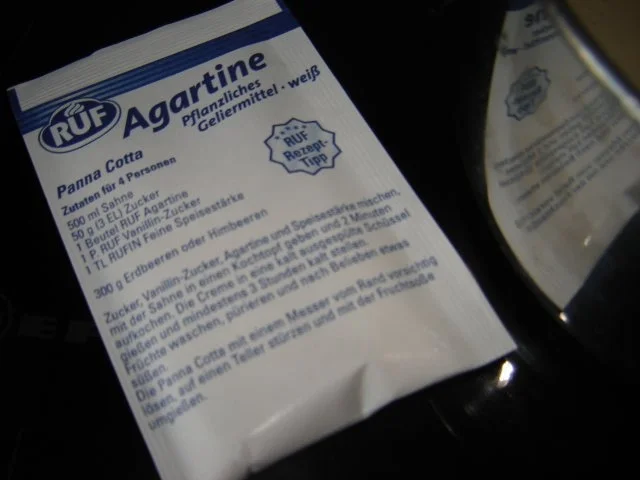 RUF
Agartine
Pflanzliches
Geliermittel · weiß
RUF
Rezept-
Tipp
Panna Cotta
Zutaten für 4 Personen
500 ml Sahne
50 g (3 EL) Zucker
1 Beutel RUF Agartine
1 P. RUF Vanillin-Zucker
1 TL RUFIN Feine Speisestärke
300 g Erdbeeren oder Himbeeren
Zucker, Vanillin-Zucker, Agartine und Speisestärke mischen,
mit der Sahne in einen Kochtopf geben und 2 Minuten
aufkochen. Die Creme in eine kalt ausgespülte Schüssel
gießen und mindestens 3 Stunden kalt stellen.
Früchte waschen, pürieren und nach Belieben etwas
süßen.
Die Panna Cotta mit einem Messer vom Rand vorsichtig
lösen, auf einen Teller stürzen und mit der Fruchtsoße
umgießen.